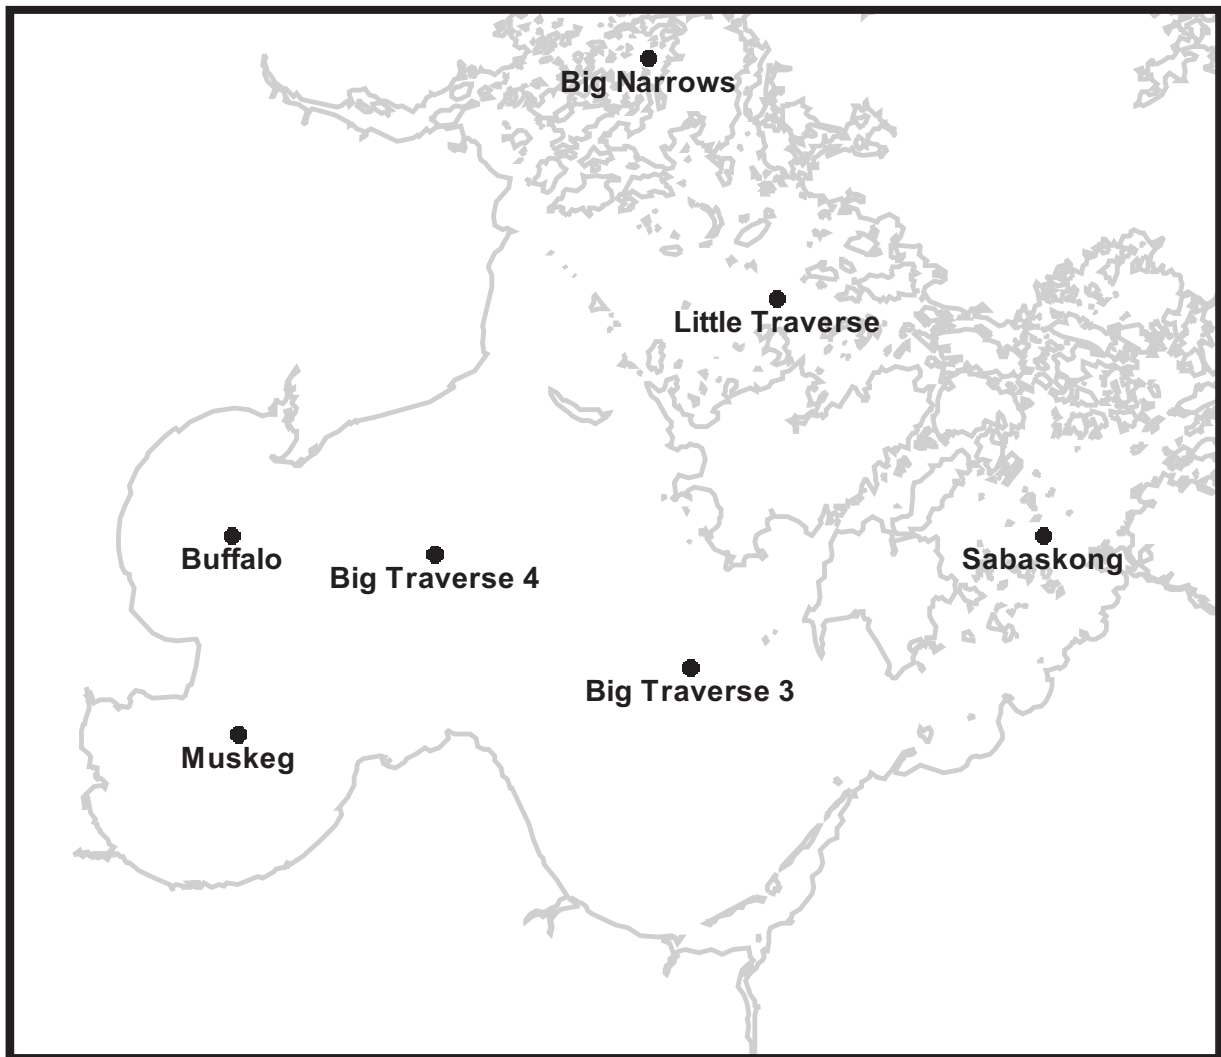 Big Narrows
Little Traverse
Buffalo
Sabaskong
Big Traverse 4
Big Traverse 3
Muskeg